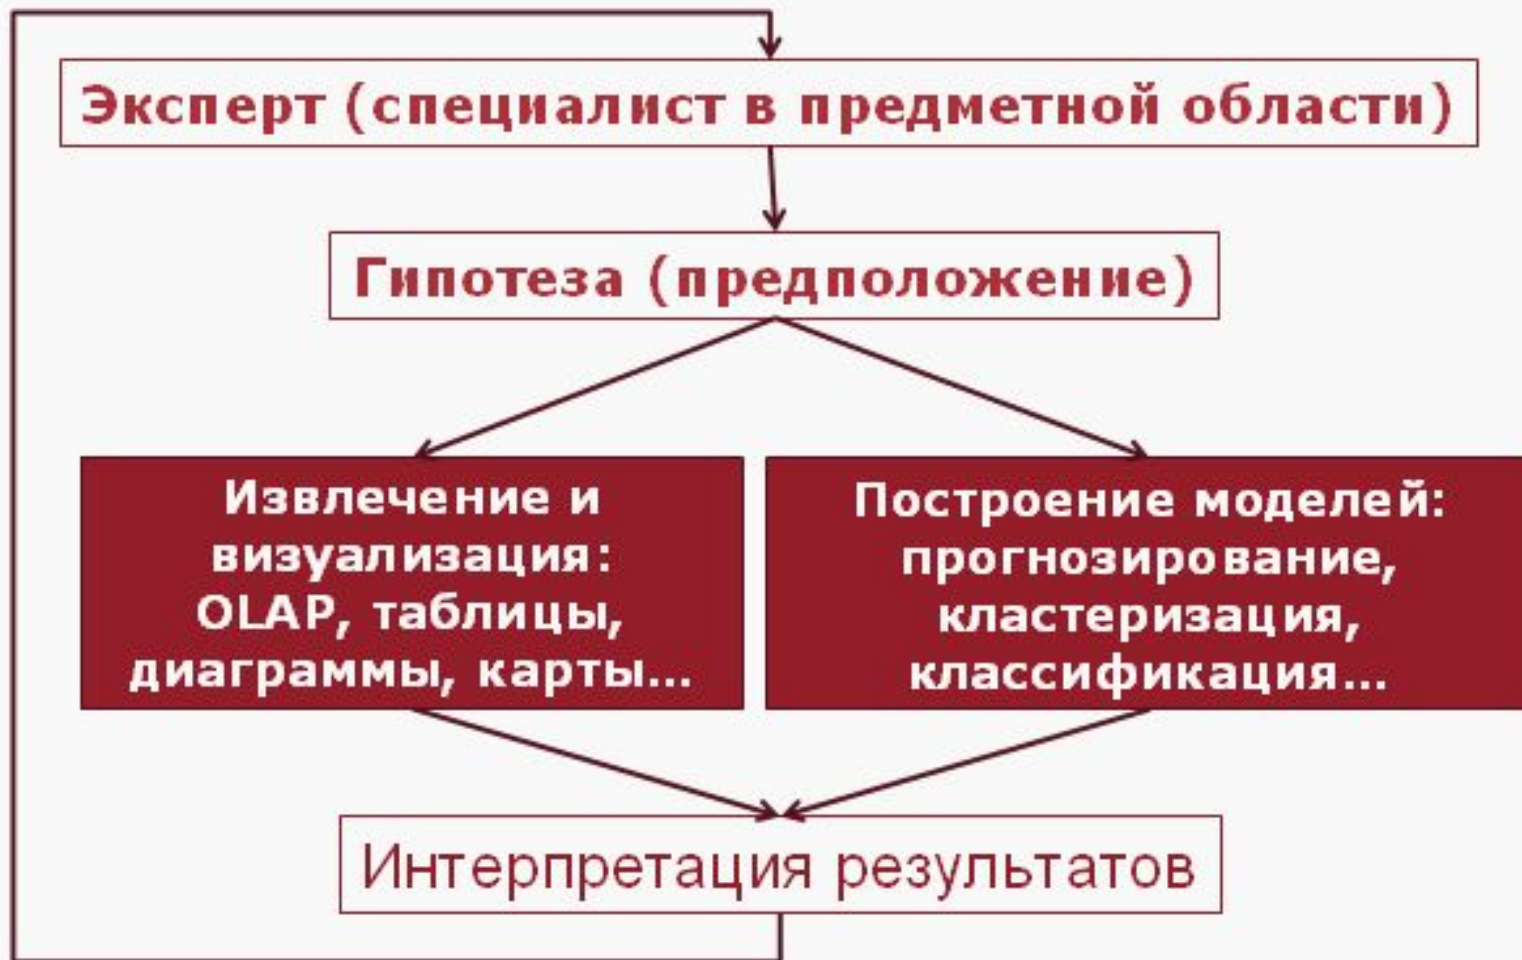 Эксперт (специалист в предметной области)
Гипотеза (предположение)
Извлечение и
визуализация:
OLAP, таблицы,
диаграммы, карты...
Построение моделей:
прогнозирование,
кластеризация,
классификация...
Интерпретация результатов